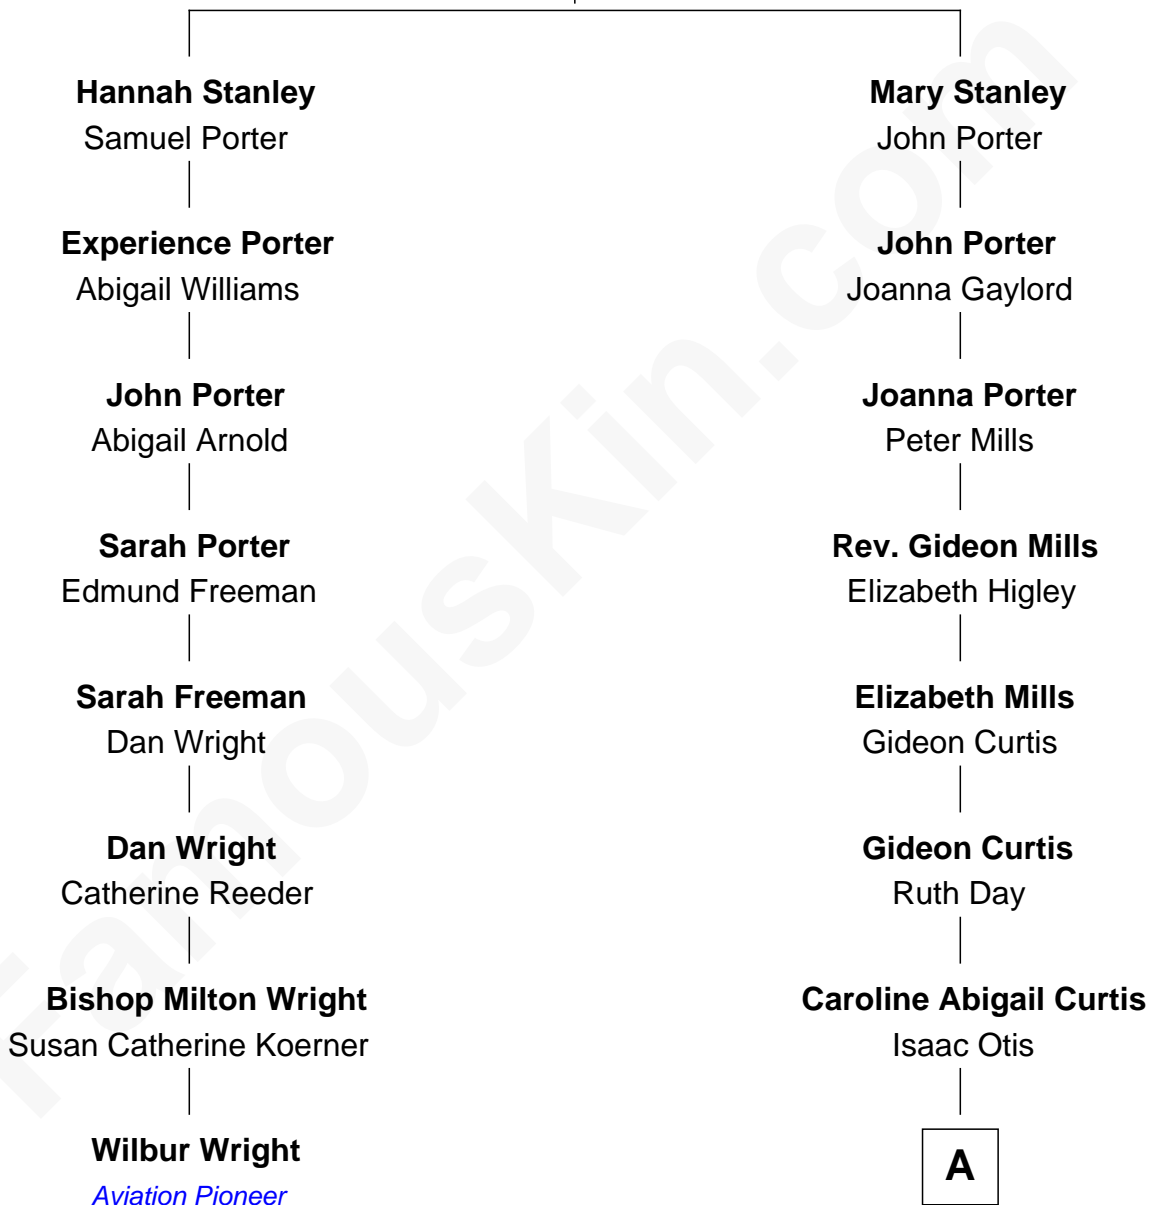 Hannah Stanley
Samuel Porter
Experience Porter
Abigail Williams
John Porter
Abigail Arnold
Sarah Porter
Edmund Freeman
Sarah Freeman
Dan Wright
Dan Wright
Catherine Reeder
Bishop Milton Wright
Susan Catherine Koerner
Wilbur Wright
Aviation Pioneer
Mary Stanley
John Porter
John Porter
Joanna Gaylord
Joanna Porter
Peter Mills
Rev. Gideon Mills
Elizabeth Higley
Elizabeth Mills
Gideon Curtis
Gideon Curtis
Ruth Day
Caroline Abigail Curtis
Isaac Otis
A
FamousKin.com